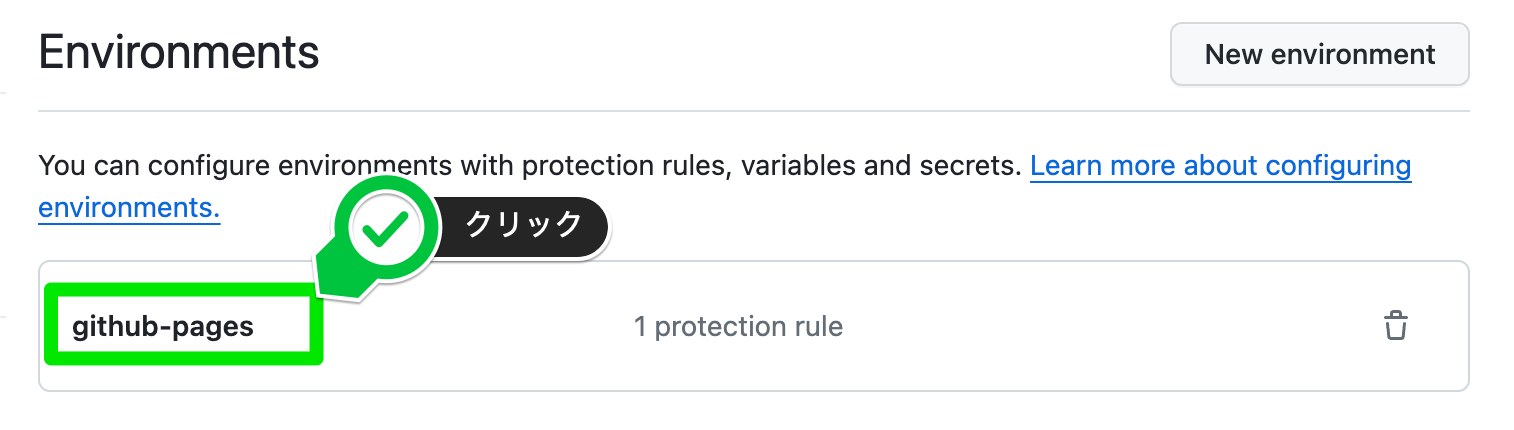 Environments
New environment
You can configure environments with protection rules, variables and secrets. Learn more about configuring
environments.
クリック
github-pages
1 protection rule